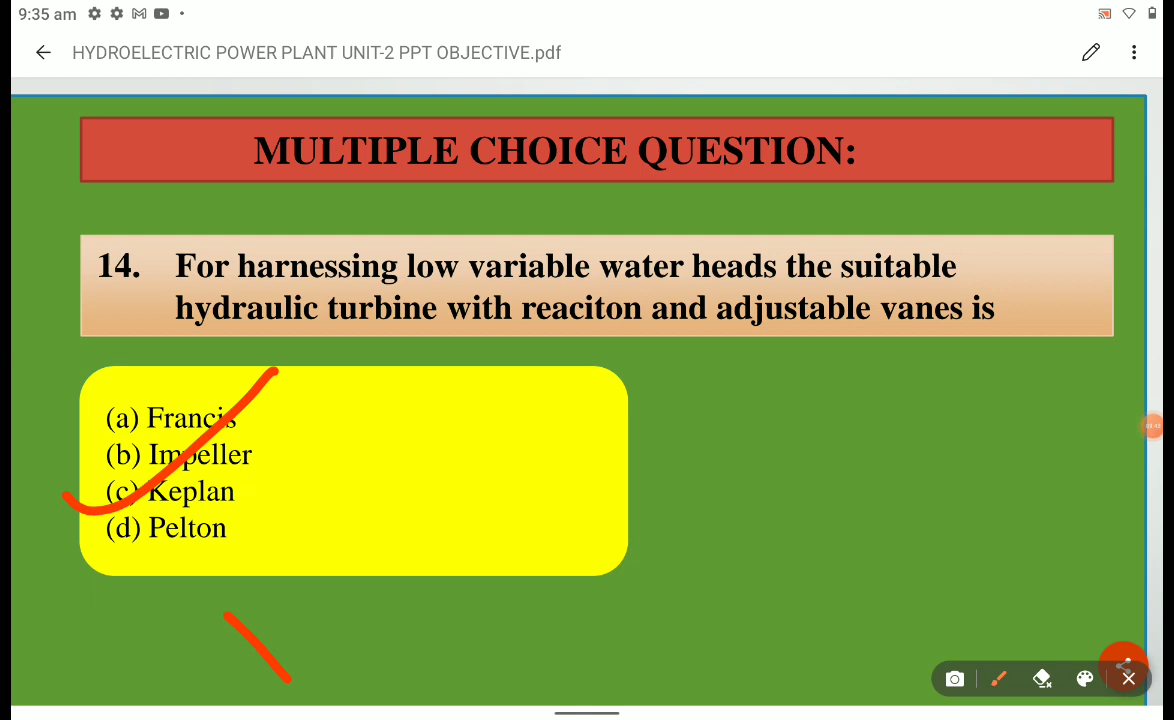 9:35 am
HYDROELECTRIC POWER PLANT UNIT-2 PPT OBJECTIVE.pdf
MULTIPLE CHOICE QUESTION:
14. For harnessing low variable water heads the suitable
hydraulic turbine with reaciton and adjustable vanes is
(a) Francis
(b) Impeller
(c) Keplan
(d) Pelton